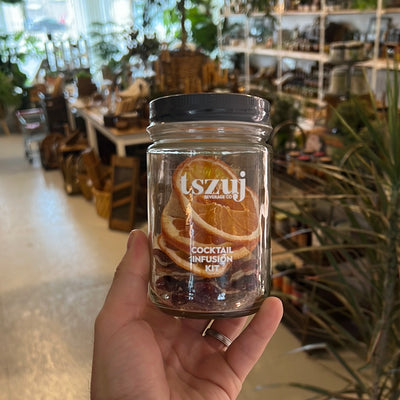 tszuj
BEVERAGE CO
COCKTAIL
INFUSION
KIT